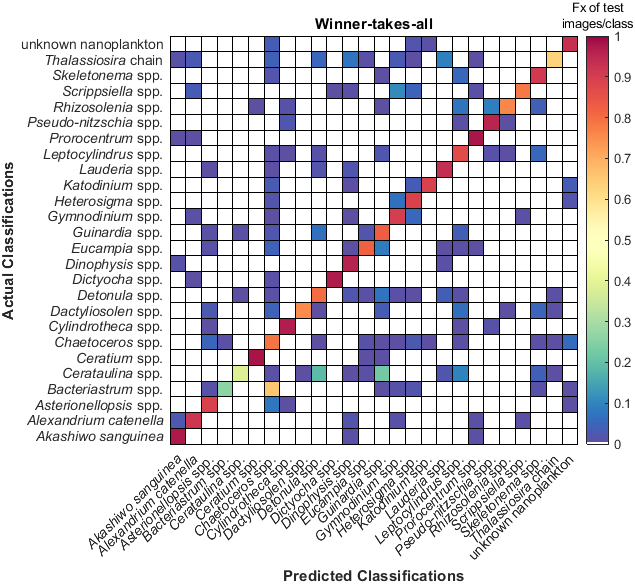 Winner-takes-all
Fx of test
images/class
unknown nanoplankton
Thalassiosira chain
Skeletonema spp.
Scrippsiella spp.
Rhizosolenia spp.
Pseudo-nitzschia spp.
Prorocentrum spp.
Leptocylindrus spp.
Lauderia spp.
Katodinium spp.
Heterosigma spp.
Gymnodinium spp.
Guinardia spp.
Eucampia spp.
Dinophysis spp.
Dictyocha spp.
Detonula spp.
Dactyliosolen spp.
Cylindrotheca spp.
Chaetoceros spp.
Ceratium spp.
Cerataulina spp.
Bacteriastrum spp.
Asterionellopsis spp.
Alexandrium catenella
Akashiwo sanguinea
Actual Classifications
1
0.9
0.8
0.7
0.6
0.5
0.4
0.3
0.2
0.1
0
Akashiwo sanguinea
Alexandrium catenella
Asterionellopsis spp.
Bacteriastrum spp.
Cerataulina spp.
Ceratium spp.
Chaetoceros spp.
Cylindrotheca spp.
Dactyliosolen spp.
Detonula spp.
Dictyocha spp.
Dinophysis spp.
Eucampia spp.
Guinardia spp.
Gymnodinium spp.
Heterosigma spp.
Katodinium spp.
Lauderia spp.
Leptocylindrus spp.
Prorocentrum spp.
Pseudo-nitzschia spp.
Rhizosolenia spp.
Scrippsiella spp.
Skeletonema spp.
Thalassiosira chain
unknown nanoplankton
Predicted Classifications